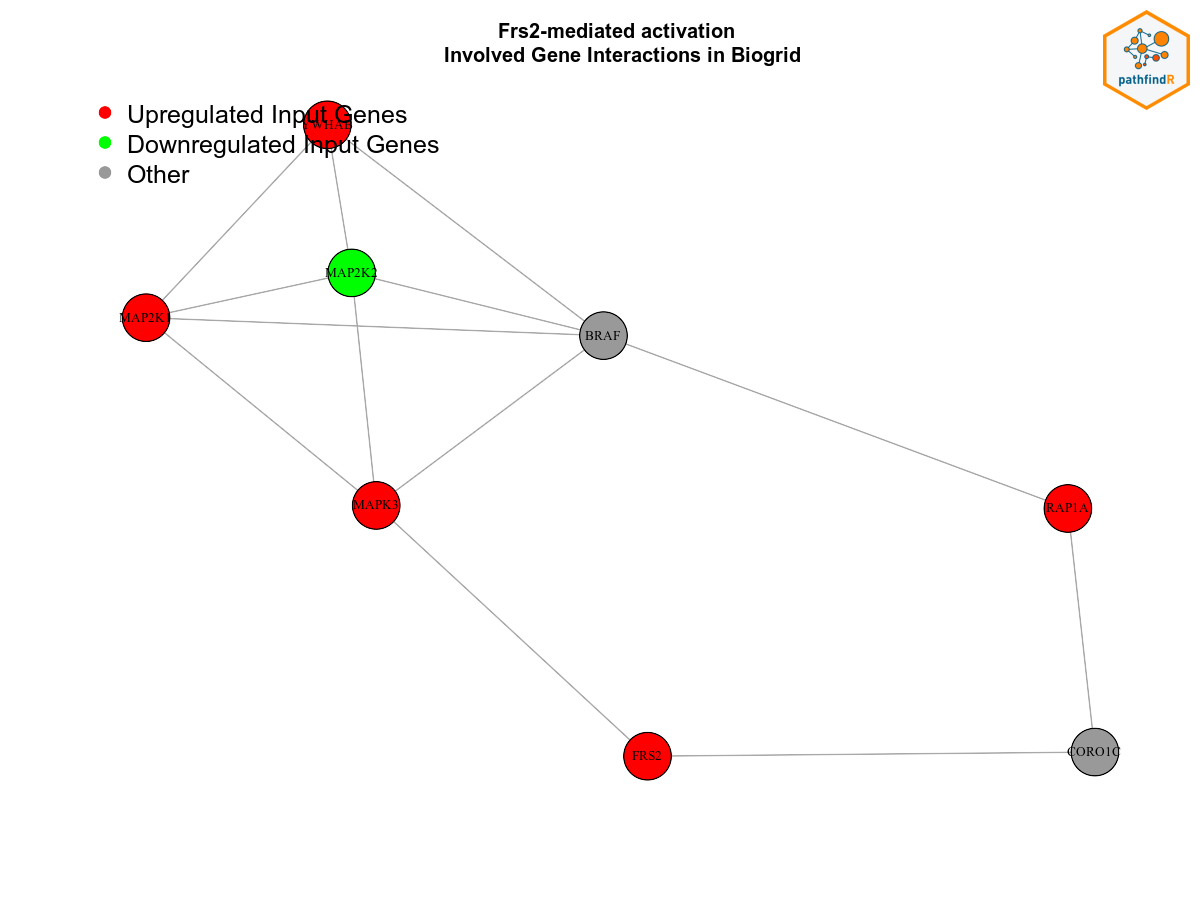 Frs2-mediated activation
Involved Gene Interactions in Biogrid
pathfindR
Upregulated Input Genes
Downregulated Input Genes
Other
MAP2K2
MAP2K1
BRAF
MAPK3
RAP1A
FRS2
CORO1C